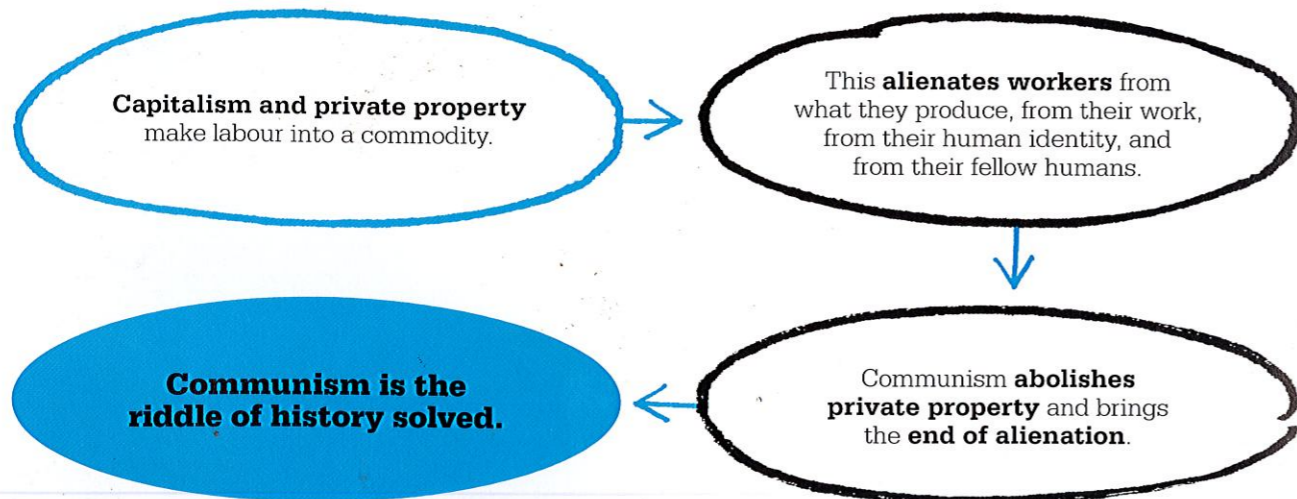 Capitalism and private property
make labour into a commodity.
This alienates workers from
what they produce, from their work,
from their human identity, and
from their fellow humans.
Communism abolishes
private property and brings
the end of alienation.
Communism is the
riddle of history solved.